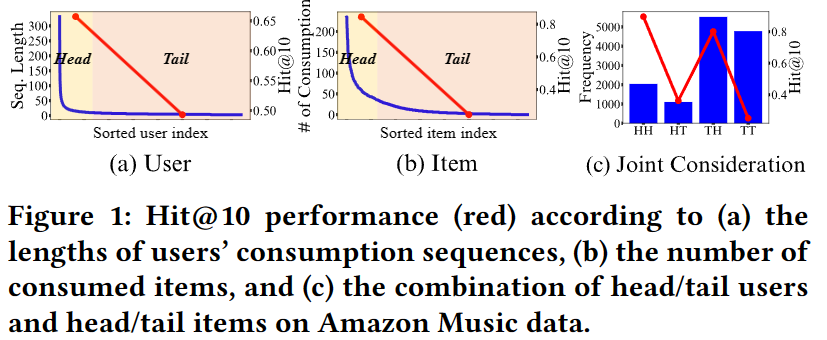 300
250
200
150
100
50
0
Seq. Length
Head
Tail
0.65
0.60
0.55
0.50
Hit@10
Sorted user index
(a) User
200
150
100
50
0
# of Consumption
Head
Tail
0.8
0.6
0.4
Hit@10
Sorted item index
(b) Item
5000
4000
3000
2000
1000
0
Frequency
HH HT TH TT
0.8
0.6
0.4
Hit@10
(c) Joint Consideration
Figure 1: Hit@10 performance (red) according to (a) the
lengths of users’ consumption sequences, (b) the number of
consumed items, and (c) the combination of head/tail users
and head/tail items on Amazon Music data.